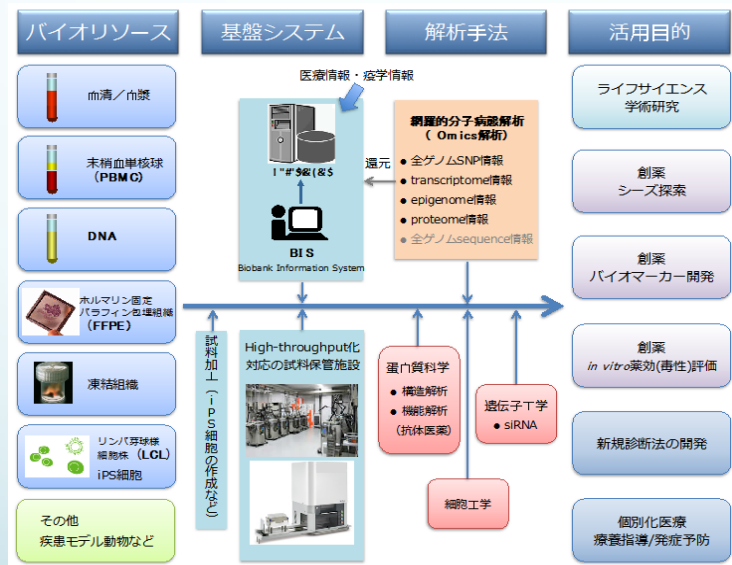 バイオリソース
基盤システム
解析手法
活用目的
血清／血漿
末梢血単核球
(PBMC)
DNA
ホルマリン固定
パラフィン包埋組織
(FFPE)
凍結組織
リンパ芽球様
細胞株 (LCL)
iPS細胞
その他
疾患モデル動物など
医療情報・疫学情報
! "#"$&(&$
BIS
Biobank Information System
試料加工（iPS細胞の作成など）
High-throughput化
対応の試料保管施設
網羅的分子病態解析
( Omics解析)
● 全ゲノムSNP情報
● transcriptome情報
● epigenome情報
● proteome情報
● 全ゲノムsequence情報
還元
蛋白質科学
● 構造解析
● 機能解析
(抗体医薬)
遺伝子工学
● siRNA
細胞工学
ライフサイエンス
学術研究
創薬
シーズ探索
創薬
バイオマーカー開発
創薬
in vitro薬効(毒性)評価
新規診断法の開発
個別化医療
療養指導/発症予防